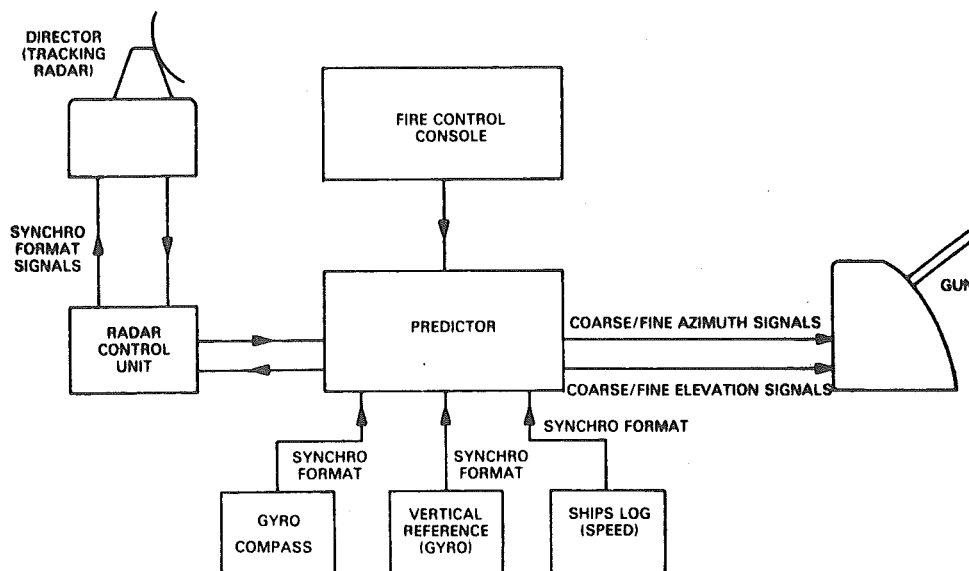 DIRECTOR
(TRACKING
RADAR)
FIRE CONTROL
CONSOLE
SYNCHRO
FORMAT
SIGNALS
RADAR
CONTROL
UNIT
PREDICTOR
COARSE/FINE AZIMUTH SIGNALS
COARSE/FINE ELEVATION SIGNALS
GUN
SYNCHRO
FORMAT
SYNCHRO
FORMAT
SYNCHRO FORMAT
GYRO
COMPASS
VERTICAL
REFERENCE
(GYRO)
SHIPS LOG
(SPEED)